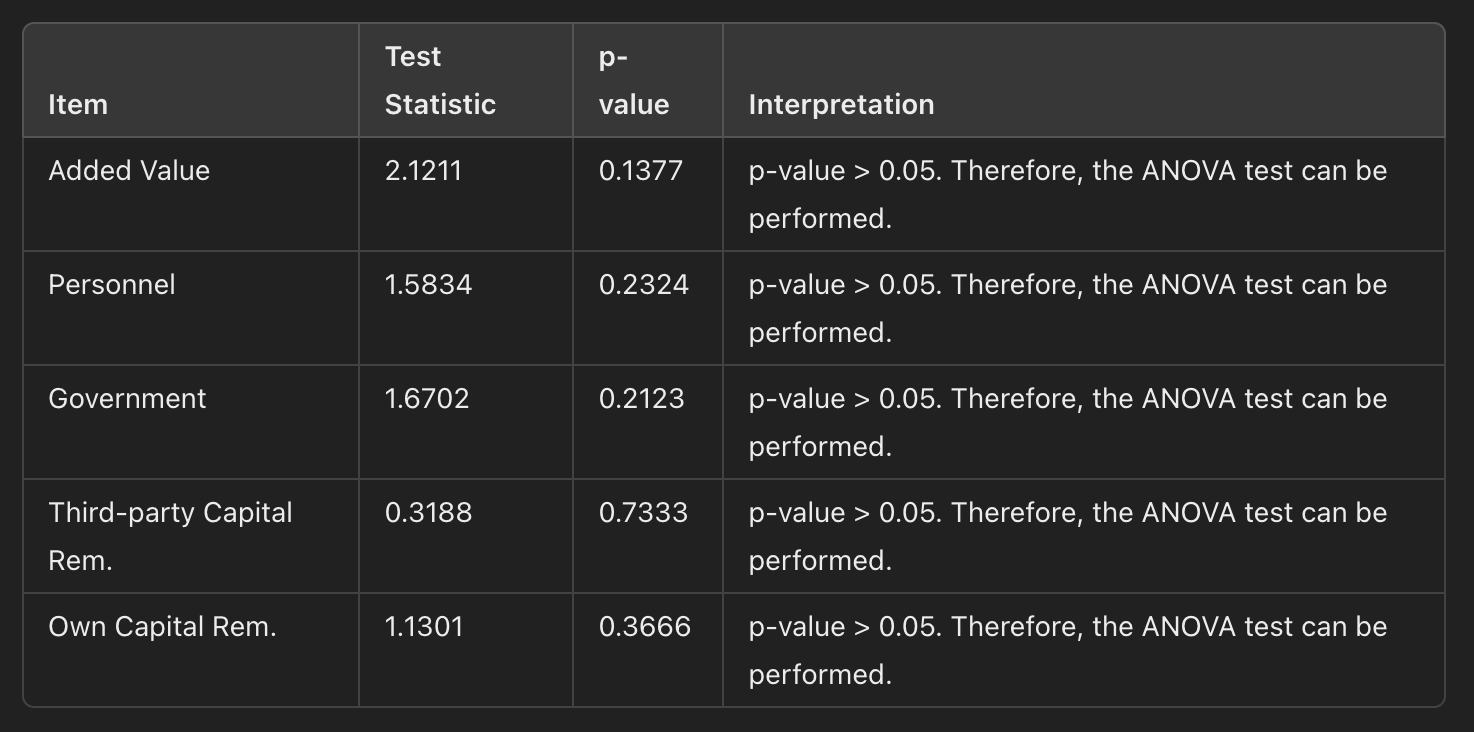 Test
p-
Item
Statistic
value
Interpretation
Added Value
2.1211
0.1377
p-value > 0.05. Therefore, the ANOVA test can be
performed.
Personnel
1.5834
0.2324
p-value > 0.05. Therefore, the ANOVA test can be
performed.
Government
1.6702
0.2123
p-value > 0.05. Therefore, the ANOVA test can be
performed.
Third-party Capital
Rem.
0.3188
0.7333
p-value > 0.05. Therefore, the ANOVA test can be
performed.
Own Capital Rem.
1.1301
0.3666
p-value > 0.05. Therefore, the ANOVA test can be
performed.